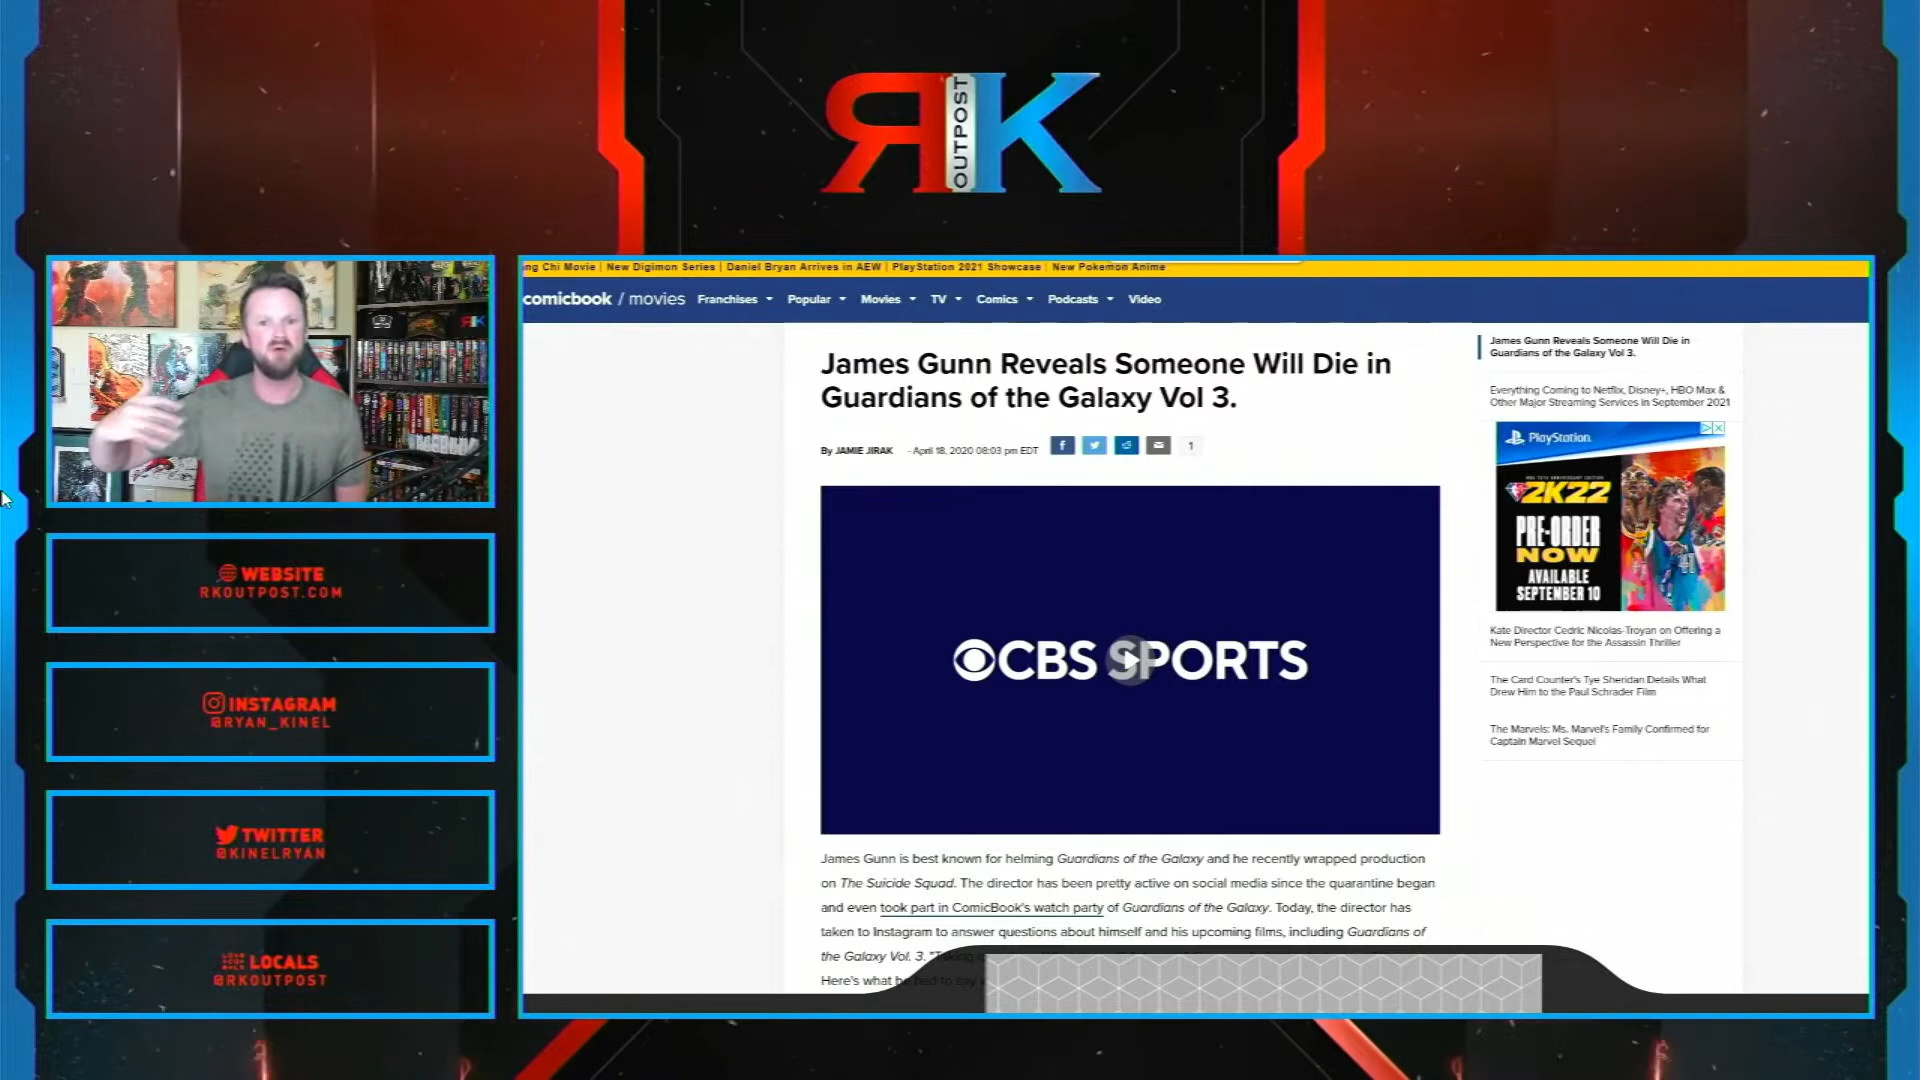 RK
OUTPOST
ng Chi Movie | New Digimon Series | Daniel Bryan Arrives in AEW | PlayStation 2021 Showcase | New Pokemon Anime
comicbook / movies Franchises Popular Movies TV Comics Podcasts Video
James Gunn Reveals Someone Will Die in
Guardians of the Galaxy Vol 3.
By JAMIE JIRAK - April 18, 2020 08:03 pm EDT
1
CBS SPORTS
James Gunn is best known for helming Guardians of the Galaxy and he recently wrapped production
on The Suicide Squad. The director has been pretty active on social media since the quarantine began
and even took part in ComicBook's watch party of Guardians of the Galaxy. Today, the director has
taken to Instagram to answer questions about himself and his upcoming films, including Guardians of
the Galaxy Vol. 3. "Taking
Here's what he had to say
James Gunn Reveals Someone Will Die in
Guardians of the Galaxy Vol 3.
Everything Coming to Netflix, Disney+, HBO Max &
Other Major Streaming Services in September 2021
PlayStation
2K22
PRE-ORDER
NOW
AVAILABLE
SEPTEMBER 10
Kate Director Cedric Nicolas-Troyan on Offering a
New Perspective for the Assassin Thriller
The Card Counter's Tye Sheridan Details What
Drew Him to the Paul Schrader Film
The Marvels: Ms. Marvel's Family Confirmed for
Captain Marvel Sequel
WEBSITE
RKOUTPOST.COM
INSTAGRAM
@RYAN_KINEL
TWITTER
@KINELRYAN
LOCALS
@RKOUTPOST